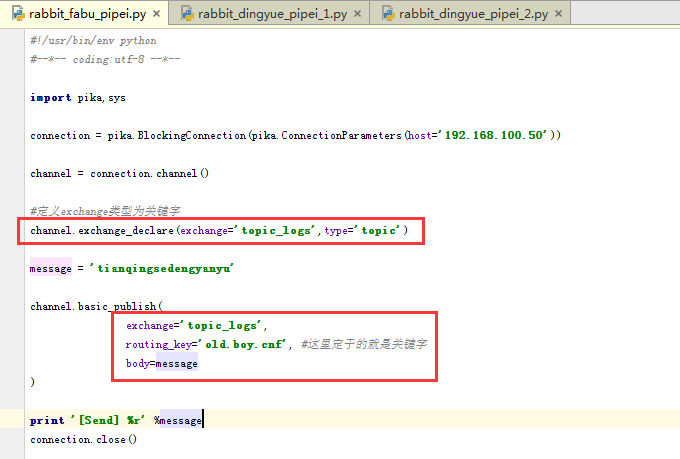 rabbit_fabu_pipei.py × rabbit_dingyue_pipei_1.py × rabbit_dingyue_pipei_2.py ×
#!/usr/bin/env python
#--*-- coding:utf-8 --*--
import pika,sys
connection = pika.BlockingConnection(pika.ConnectionParameters(host='192.168.100.50'))
channel = connection.channel()
#定义exchange类型为关键字
channel.exchange_declare(exchange='topic_logs',type='topic')
message = 'tianqingsedengyanyu'
channel.basic_publish(
exchange='topic_logs',
routing_key='old.boy.cnf', #这里定于的就是关键字
body=message
)
print '[Send] %r' %message
connection.close()